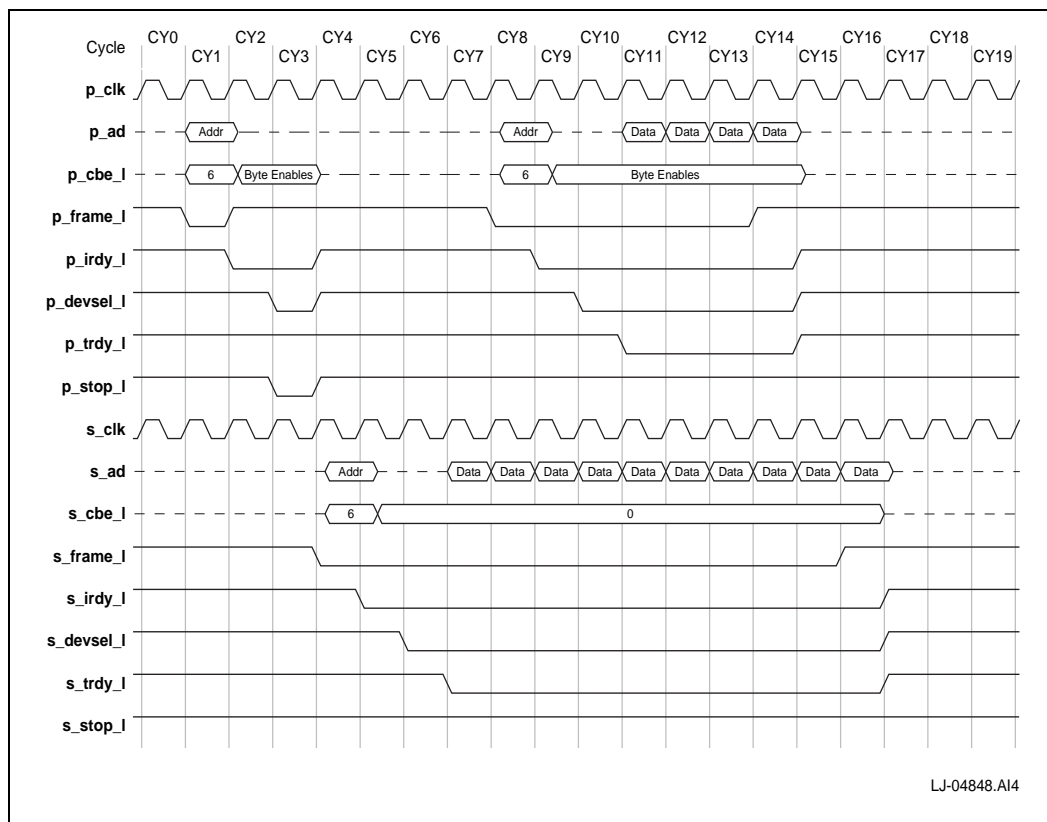 Cycle CY0 CY2 CY4 CY6 CY8 CY10 CY12 CY14 CY16 CY18
CY1 CY3 CY5 CY7 CY9 CY11 CY13 CY15 CY17 CY19
p_clk
p_ad Addr Addr Data Data Data Data
p_cbe_l 6 Byte Enables 6 Byte Enables
p_frame_l
p_irdy_l
p_devsel_l
p_trdy_l
p_stop_l
s_clk
s_ad Addr Data Data Data Data Data Data Data Data Data Data
s_cbe_l 6 0
s_frame_l
s_irdy_l
s_devsel_l
s_trdy_l
s_stop_l
LJ-04848.AI4